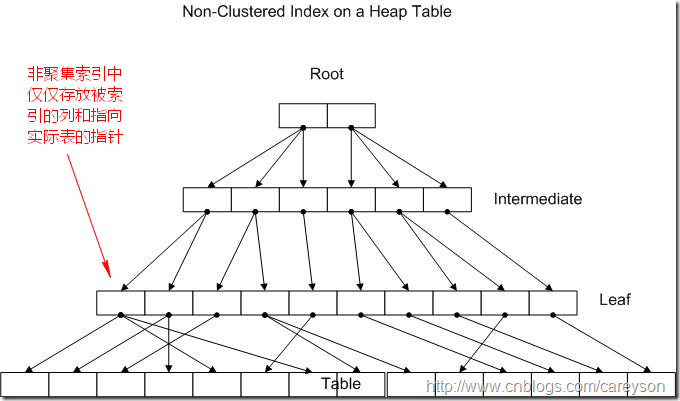 Non-Clustered Index on a Heap Table
非聚集索引中
仅仅存放被索
引的列和指向
实际表的指针
Root
Intermediate
Leaf
Table
http://www.cnblogs.com/careyson